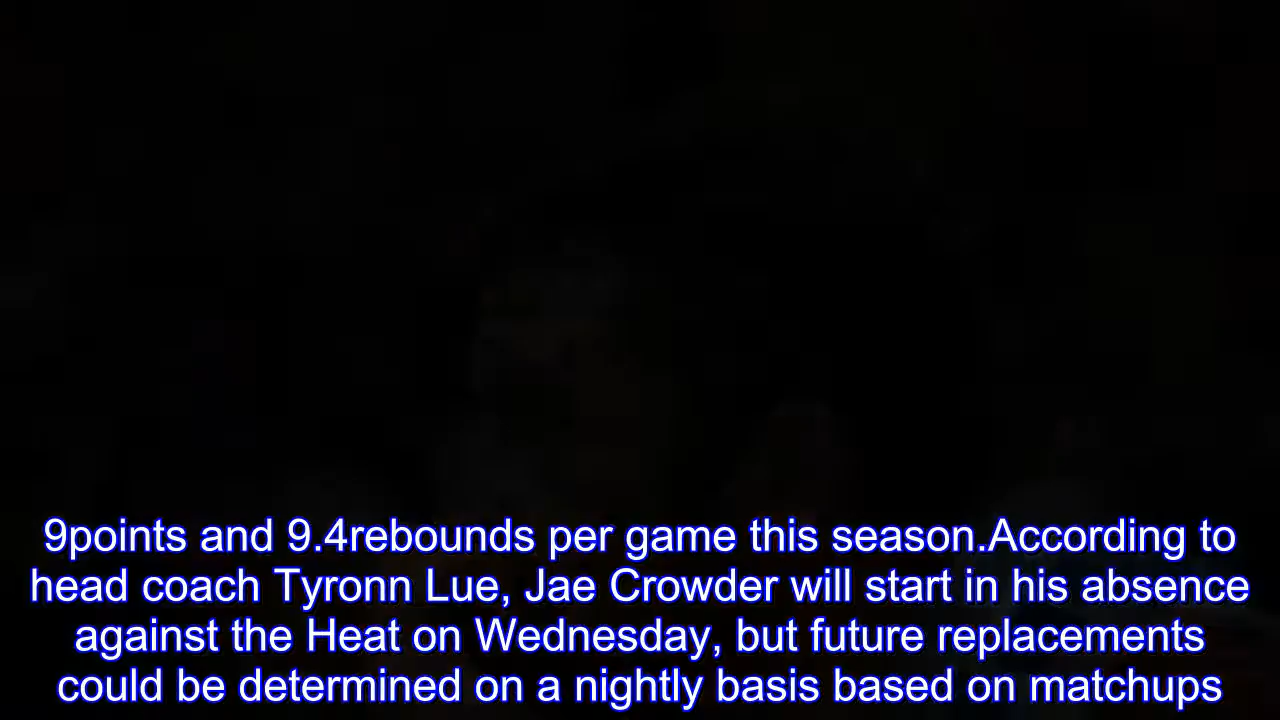 9points and 9.4rebounds per game this season.According to
head coach Tyronn Lue, Jae Crowder will start in his absence
against the Heat on Wednesday, but future replacements
could be determined on a nightly basis based on matchups